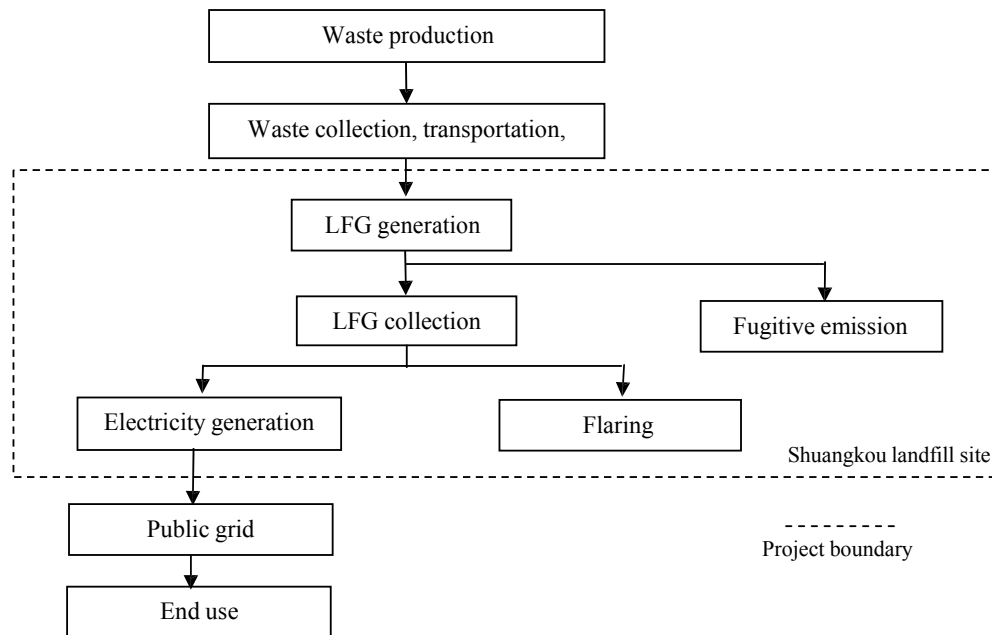 Waste production
Waste collection, transportation,
LFG generation
LFG collection
Fugitive emission
Electricity generation
Flaring
Shuangkou landfill site
Public grid
Project boundary
End use